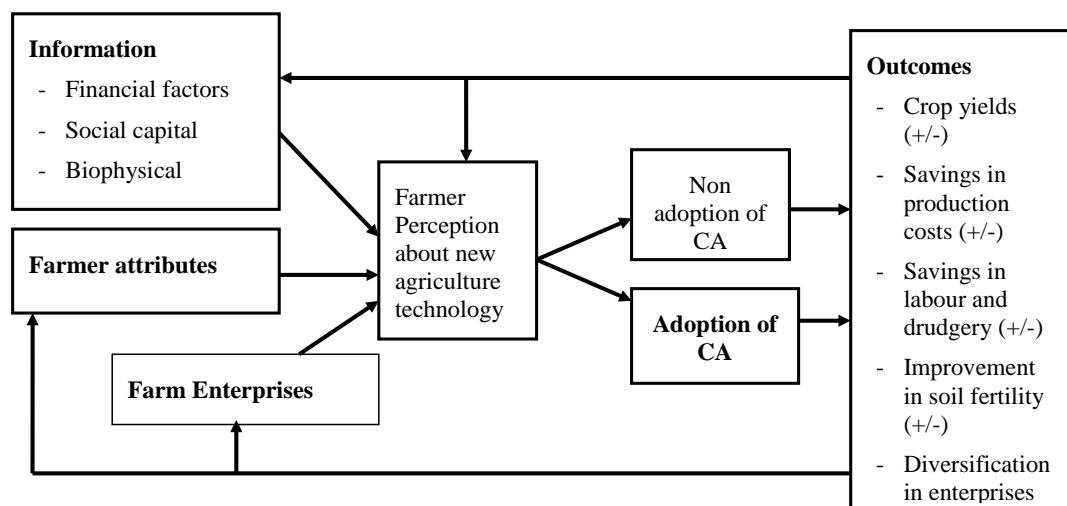 Information
- Financial factors
- Social capital
- Biophysical
Farmer attributes
Farm Enterprises
Farmer
Perception
about new
agriculture
technology
Non
adoption of
CA
Adoption of
CA
Outcomes
- Crop yields
(+/-)
- Savings in
production
costs (+/-)
- Savings in
labour and
drudgery (+/-)
- Improvement
in soil fertility
(+/-)
- Diversification
in enterprises